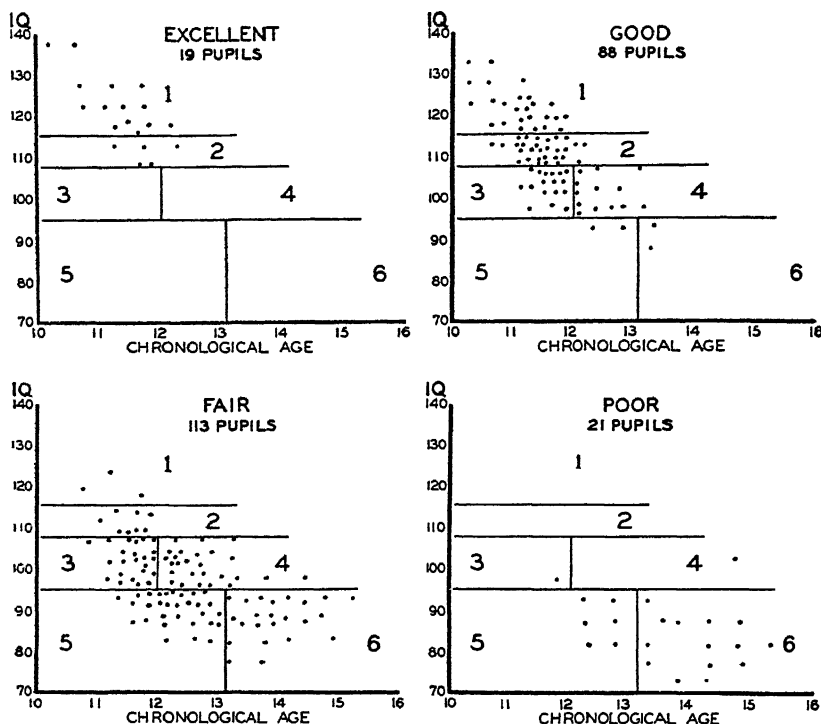 IQ
EXCELLENT
19 PUPILS
140
130
120
110
100
90
80
70
1
2
3
4
5
6
10 11 12 13 14 15 16
CHRONOLOGICAL AGE
IQ
GOOD
88 PUPILS
140
130
120
110
100
90
80
70
1
2
3
4
5
6
10 11 12 13 14 15 16
CHRONOLOGICAL AGE
IQ
FAIR
113 PUPILS
140
130
120
110
100
90
80
70
1
2
3
4
5
6
10 11 12 13 14 15 16
CHRONOLOGICAL AGE
IQ
POOR
21 PUPILS
140
130
120
110
100
90
80
70
1
2
3
4
5
6
10 11 12 13 14 15 16
CHRONOLOGICAL AGE